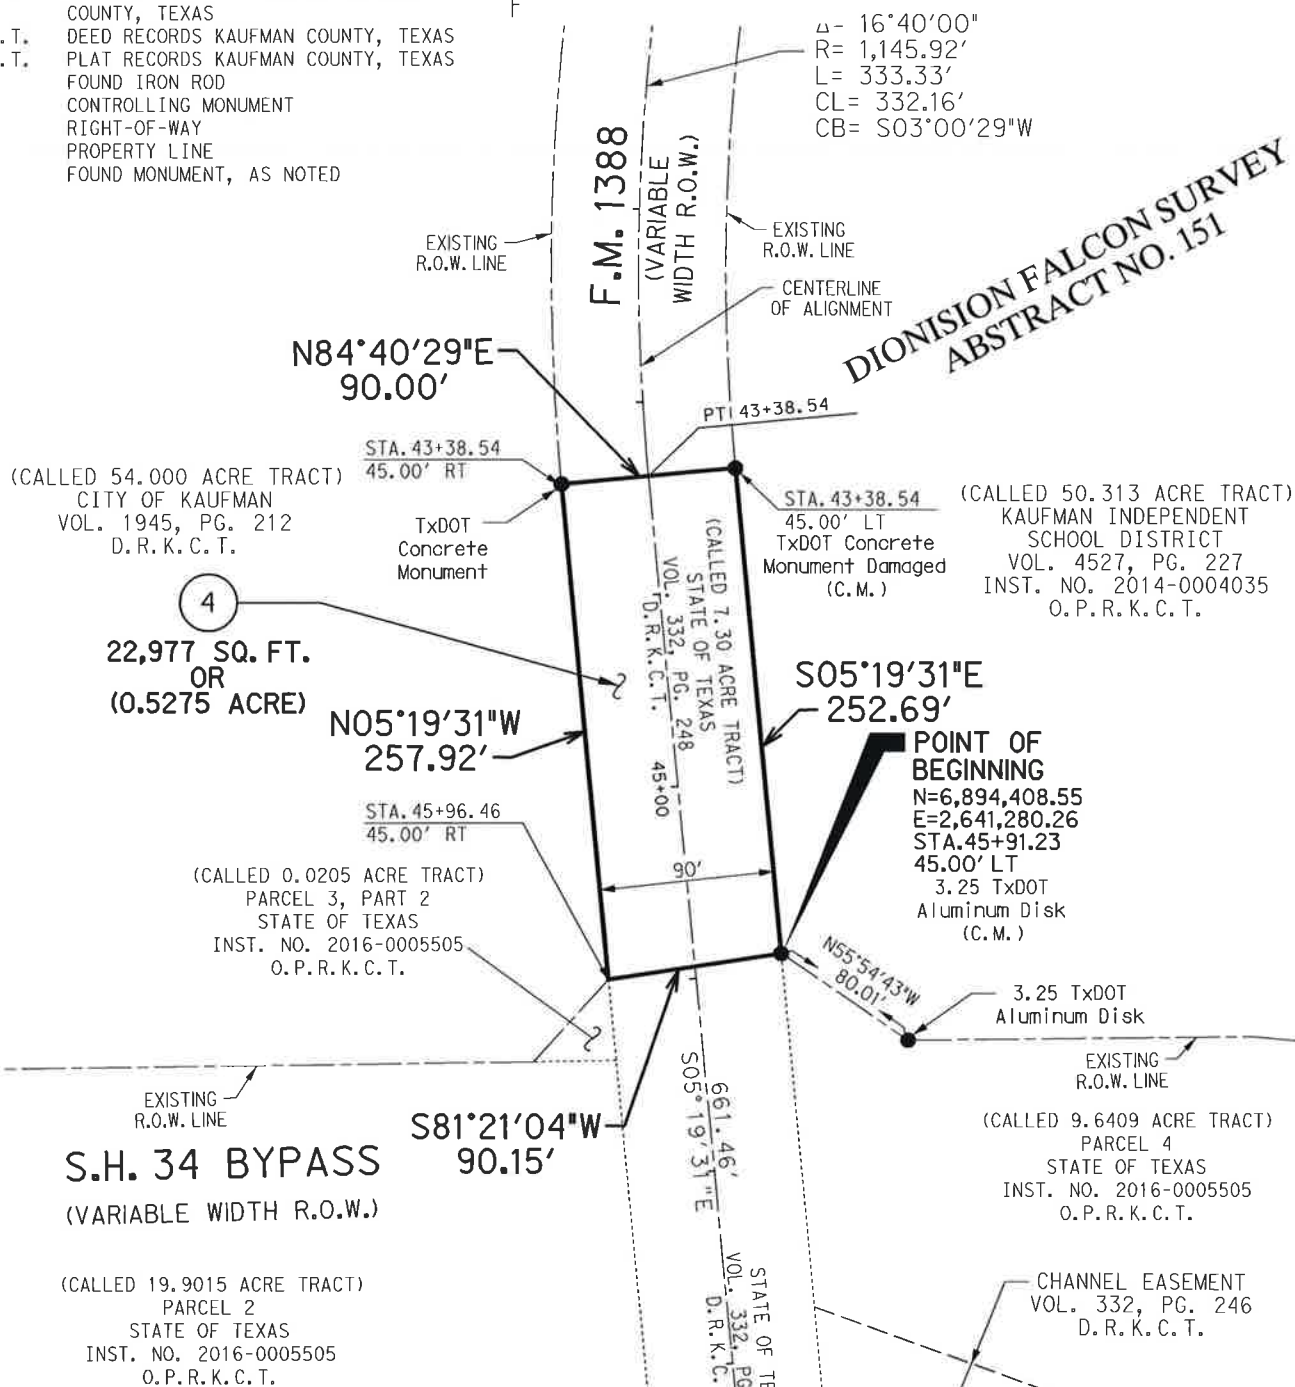 COUNTY, TEXAS
.T. DEED RECORDS KAUFMAN COUNTY, TEXAS
.T. PLAT RECORDS KAUFMAN COUNTY, TEXAS
FOUND IRON ROD
CONTROLLING MONUMENT
RIGHT-OF-WAY
PROPERTY LINE
FOUND MONUMENT, AS NOTED
Δ- 16°40'00"
R= 1,145.92'
L= 333.33'
CL= 332.16'
CB= S03°00'29"W
F.M. 1388
(VARIABLE
WIDTH R.O.W.)
EXISTING
R.O.W. LINE
EXISTING
R.O.W. LINE
CENTERLINE
OF ALIGNMENT
DIONISION FALCON SURVEY
ABSTRACT NO. 151
N84°40'29"E
90.00'
PT 43+38.54
STA. 43+38.54
45.00' RT
(CALLED 54.000 ACRE TRACT)
CITY OF KAUFMAN
VOL. 1945, PG. 212
D.R.K.C.T.
TxDOT
Concrete
Monument
STA. 43+38.54
45.00' LT
TxDOT Concrete
Monument Damaged
(C.M.)
(CALLED 50.313 ACRE TRACT)
KAUFMAN INDEPENDENT
SCHOOL DISTRICT
VOL. 4527, PG. 227
INST. NO. 2014-0004035
O.P.R.K.C.T.
4
22,977 SQ. FT.
OR
(0.5275 ACRE)
(CALLED 7.30 ACRE TRACT)
STATE OF TEXAS
VOL. 332, PG. 248
D.R.K.C.T.
45+00
N05°19'31"W
257.92'
S05°19'31"E
252.69'
POINT OF
BEGINNING
N=6,894,408.55
E=2,641,280.26
STA.45+91.23
45.00' LT
3.25 TxDOT
Aluminum Disk
(C.M.)
STA. 45+96.46
45.00' RT
90'
(CALLED 0.0205 ACRE TRACT)
PARCEL 3, PART 2
STATE OF TEXAS
INST. NO. 2016-0005505
O.P.R.K.C.T.
N55°54'43"W
80.01'
3.25 TxDOT
Aluminum Disk
EXISTING
R.O.W. LINE
EXISTING
R.O.W. LINE
S81°21'04"W
90.15'
661.46'
S05°19'31"E
S.H. 34 BYPASS
(VARIABLE WIDTH R.O.W.)
(CALLED 9.6409 ACRE TRACT)
PARCEL 4
STATE OF TEXAS
INST. NO. 2016-0005505
O.P.R.K.C.T.
(CALLED 19.9015 ACRE TRACT)
PARCEL 2
STATE OF TEXAS
INST. NO. 2016-0005505
O.P.R.K.C.T.
STATE OF TE
VOL. 332, PG
D.R.K.C.
CHANNEL EASEMENT
VOL. 332, PG. 246
D.R.K.C.T.